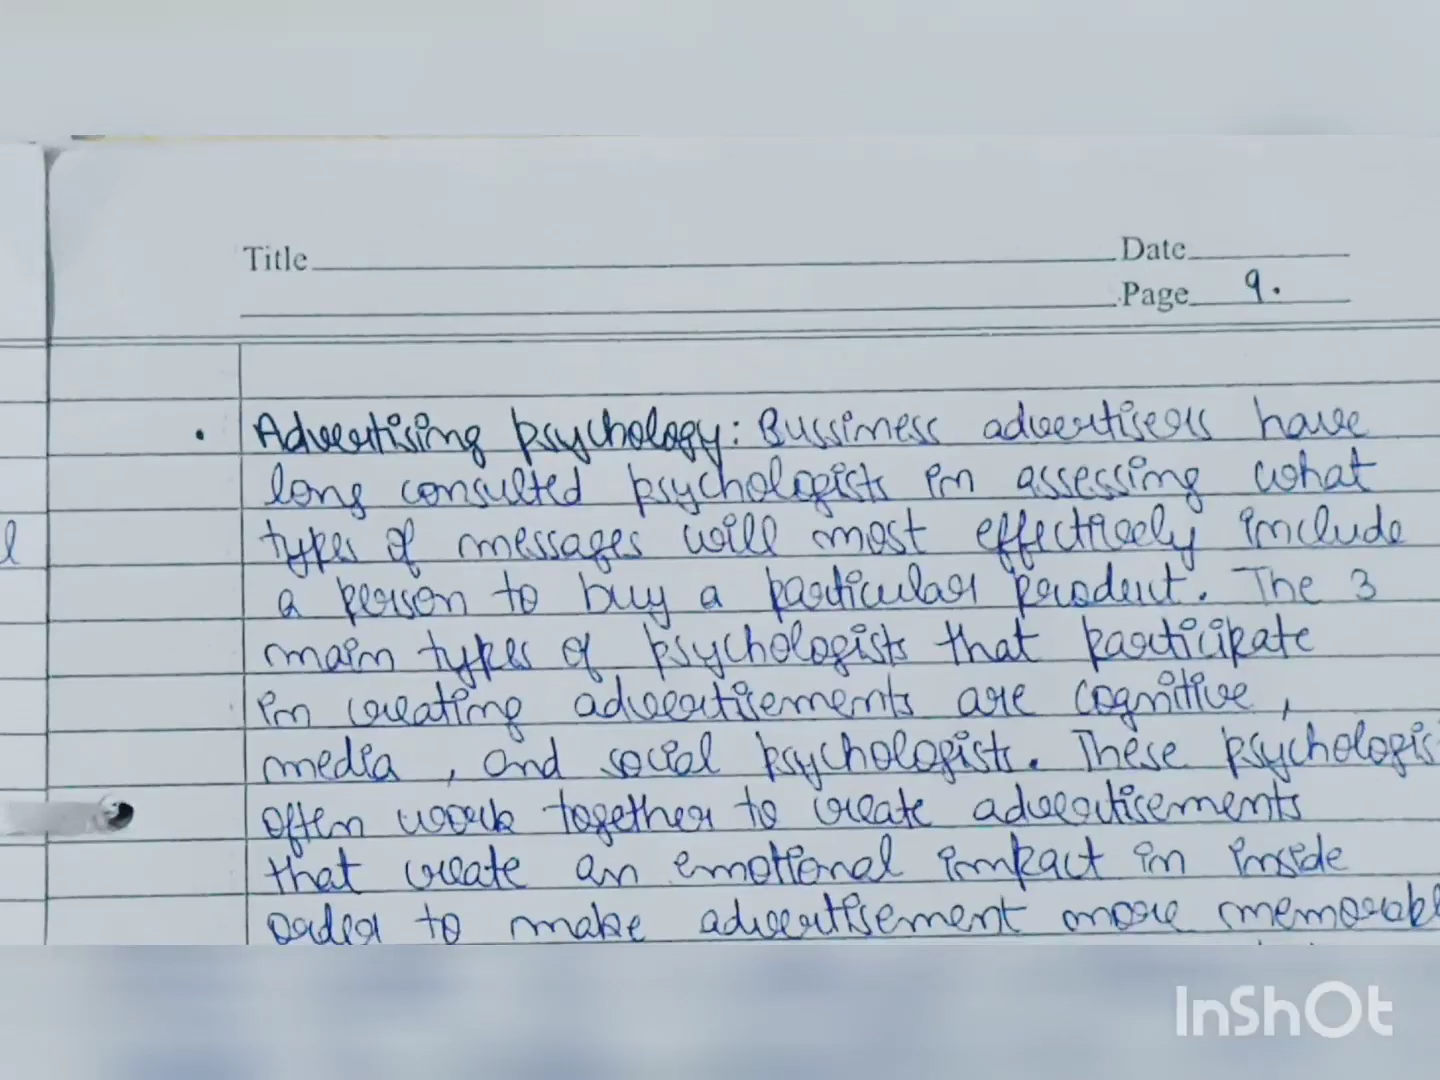 Title
Date
Page 9.
• Advertising psychology: Bussiness advertisers have
long consulted psychologists in assessing what
types of messages will most effectively include
a person to buy a particular product. The 3
main types of psychologists that participate
in creating advertisements are cognitive,
media, and social psychologists. These psychologis
often work together to create advertisements
that create an emotional impact in inside
order to make advertisement more memorabl
InShOt